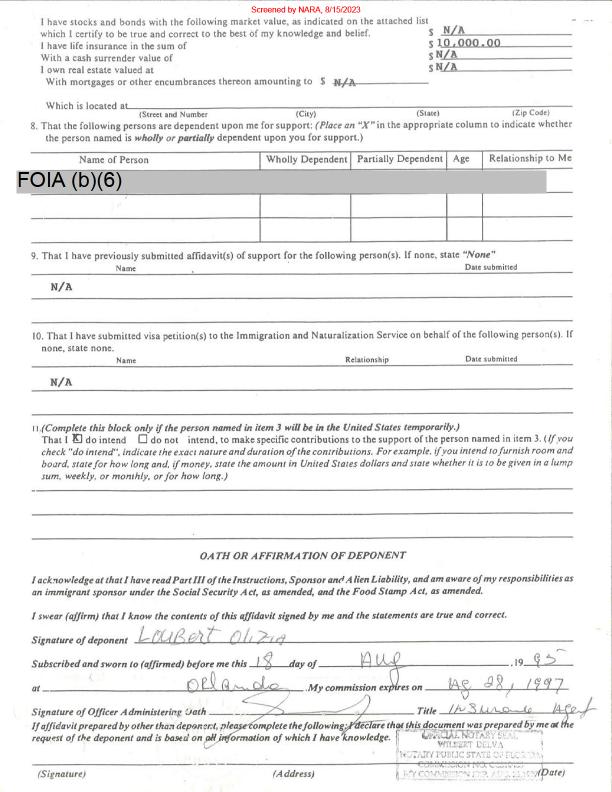 Screened by NARA, 8/15/2023
I have stocks and bonds with the following market value, as indicated on the attached list
which I certify to be true and correct to the best of my knowledge and belief. $ N/A
I have life insurance in the sum of $ 10,000.00
With a cash surrender value of $ N/A
I own real estate valued at $ N/A
With mortgages or other encumbrances thereon amounting to $ N/A
Which is located at
(Street and Number) (City) (State) (Zip Code)
8. That the following persons are dependent upon me for support: (Place an "X" in the appropriate column to indicate whether
the person named is wholly or partially dependent upon you for support.)
Name of Person Wholly Dependent Partially Dependent Age Relationship to Me
FOIA (b)(6)
9. That I have previously submitted affidavit(s) of support for the following person(s). If none, state "None"
Name Date submitted
N/A
10. That I have submitted visa petition(s) to the Immigration and Naturalization Service on behalf of the following person(s). If
none, state none.
Name Relationship Date submitted
N/A
11. (Complete this block only if the person named in item 3 will be in the United States temporarily.)
That I ☒ do intend ☐ do not intend, to make specific contributions to the support of the person named in item 3. (If you
check "do intend", indicate the exact nature and duration of the contributions. For example, if you intend to furnish room and
board, state for how long and, if money, state the amount in United States dollars and state whether it is to be given in a lump
sum, weekly, or monthly, or for how long.)
OATH OR AFFIRMATION OF DEPONENT
I acknowledge at that I have read Part III of the Instructions, Sponsor and Alien Liability, and am aware of my responsibilities as
an immigrant sponsor under the Social Security Act, as amended, and the Food Stamp Act, as amended.
I swear (affirm) that I know the contents of this affidavit signed by me and the statements are true and correct.
Signature of deponent Loubert Olizia
Subscribed and sworn to (affirmed) before me this 18 day of Aug ,19 95
at Orlando .My commission expires on Ag 28, 1997
Signature of Officer Administering Oath Title Insurance Agent
If affidavit prepared by other than deponent, please complete the following: I declare that this document was prepared by me at the
request of the deponent and is based on all information of which I have knowledge.
OFFICIAL NOTARY SEAL
WILBERT DELVA
NOTARY PUBLIC STATE OF FLORIDA
COMMISSION NO.
MY COMMISSION EXP. AUG.
(Signature) (Address) (Date)